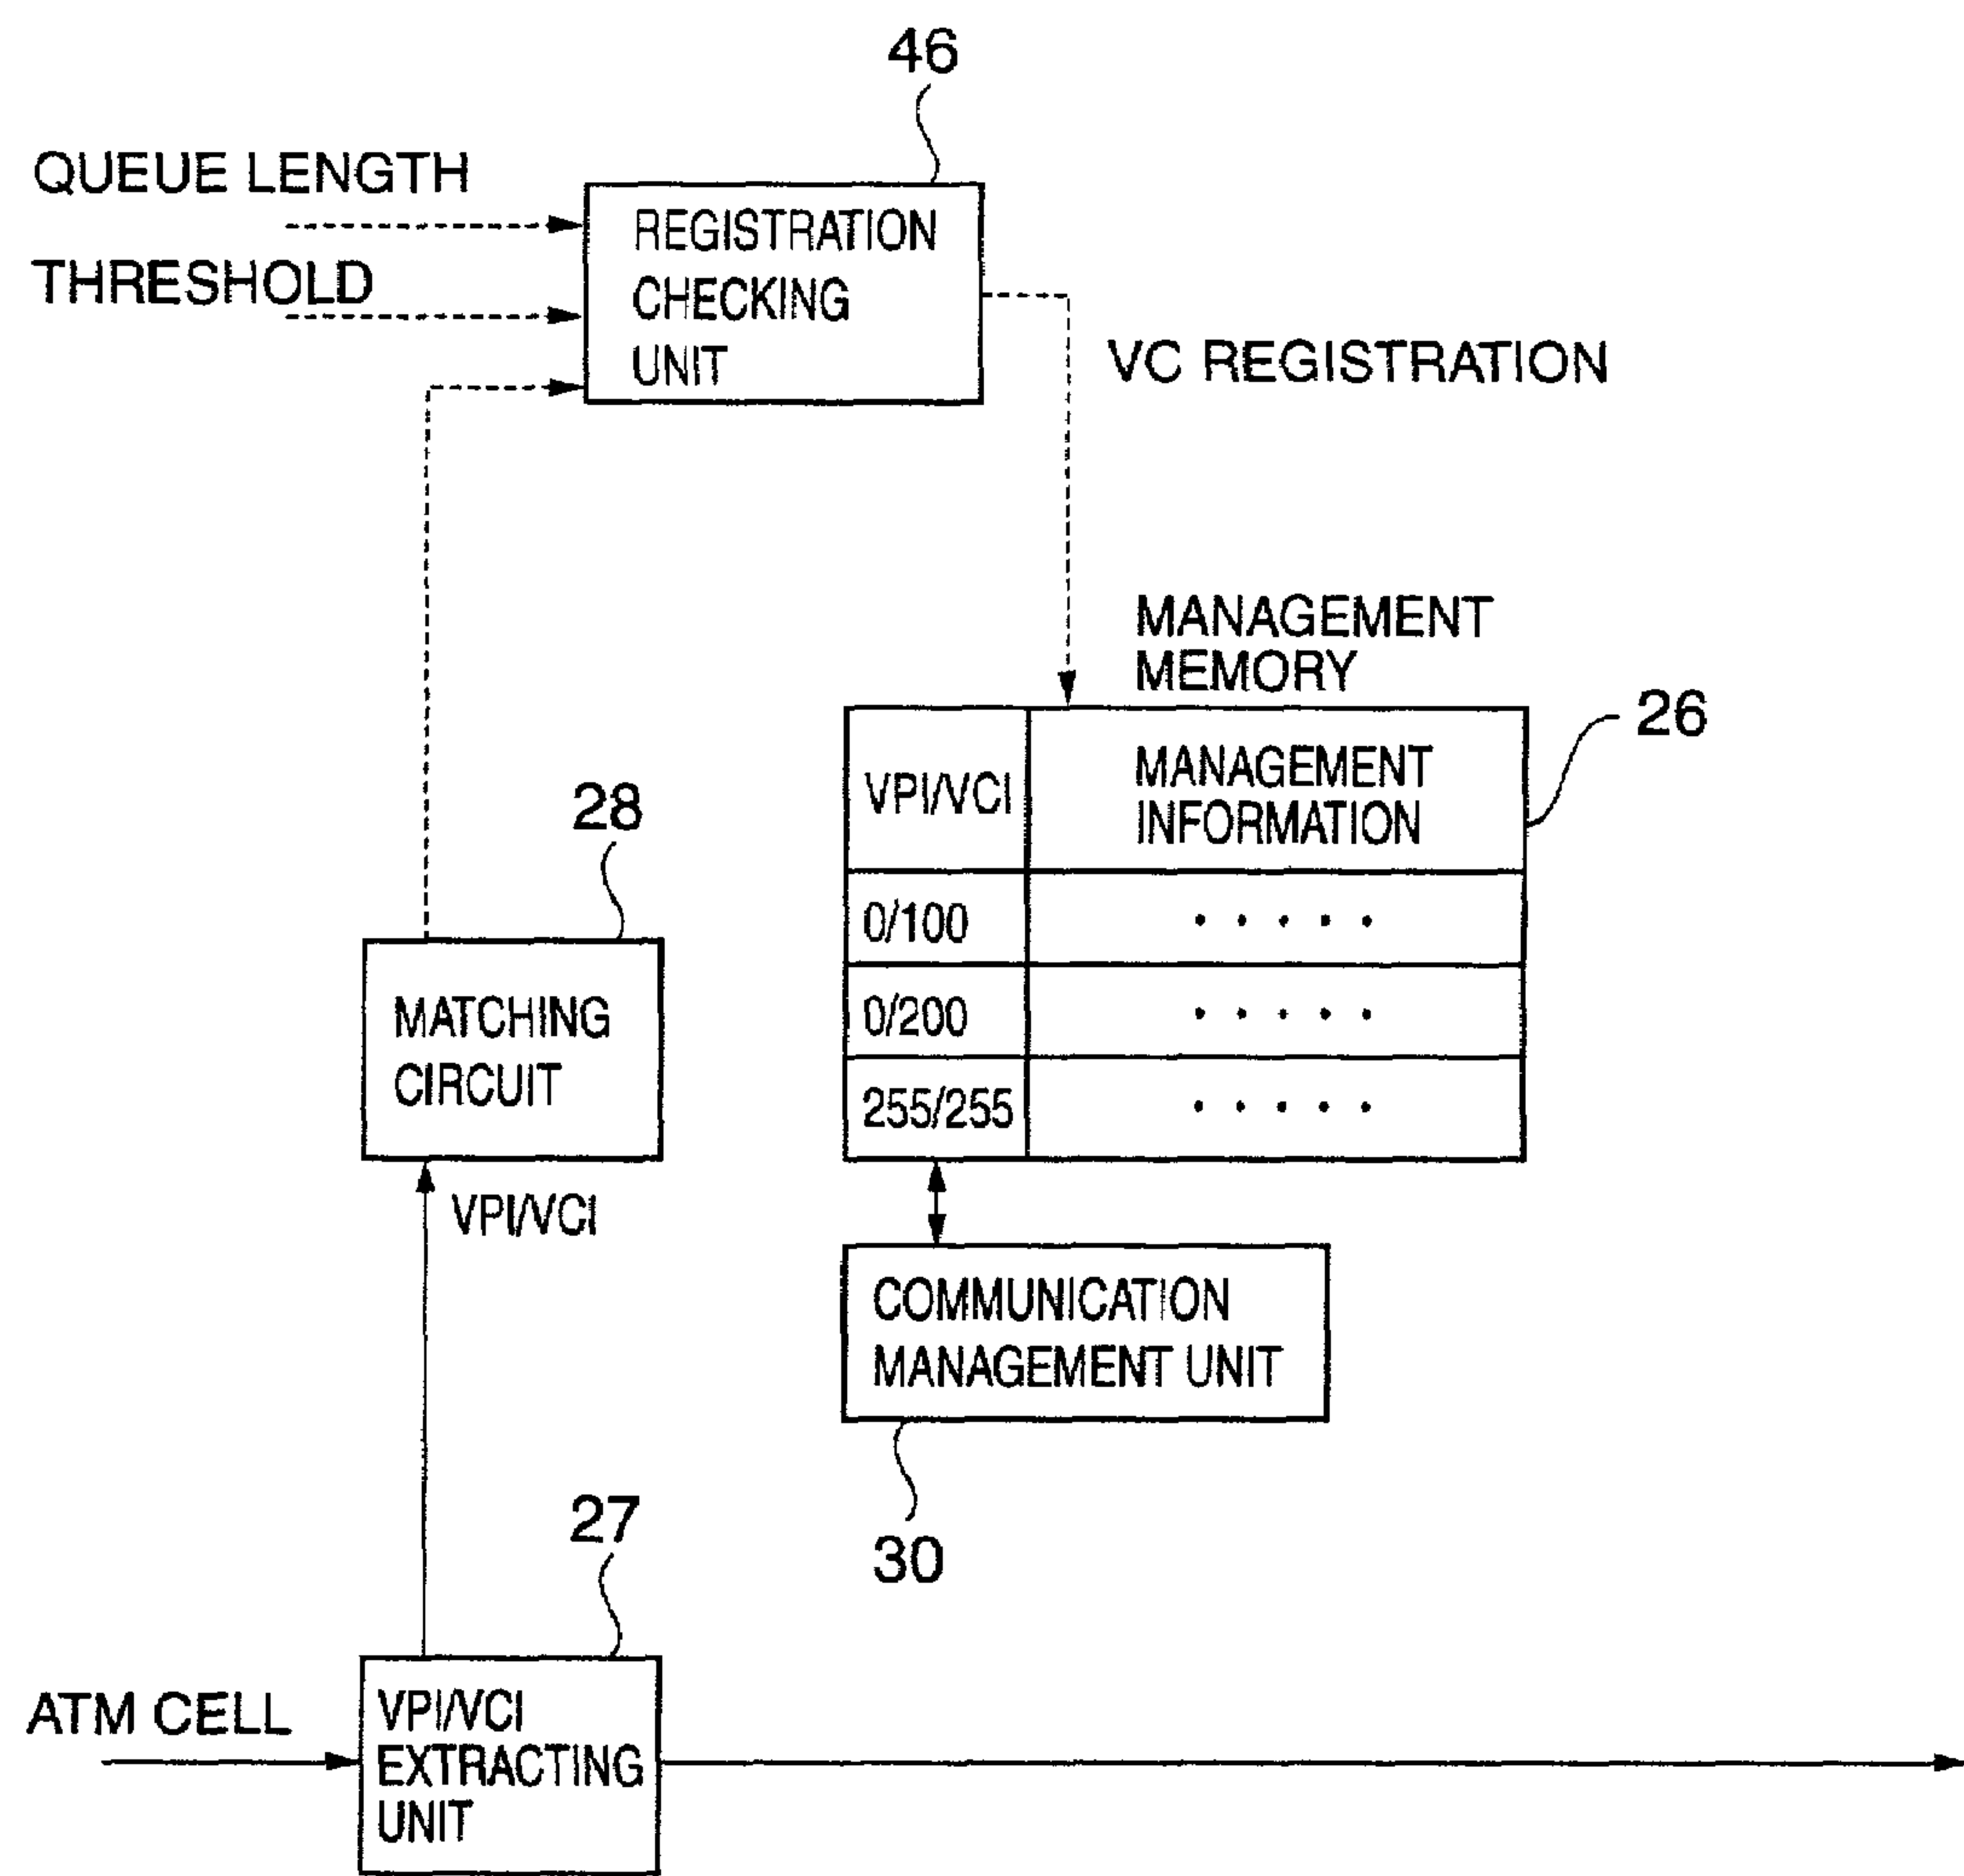 46
QUEUE LENGTH
THRESHOLD
REGISTRATION
CHECKING
UNIT
VC REGISTRATION
MANAGEMENT
MEMORY
26
VPI/VCI
MANAGEMENT
INFORMATION
0/100
• • • • •
0/200
• • • • •
255/255
• • • • •
28
MATCHING
CIRCUIT
VPI/VCI
COMMUNICATION
MANAGEMENT UNIT
30
27
ATM CELL
VPI/VCI
EXTRACTING
UNIT